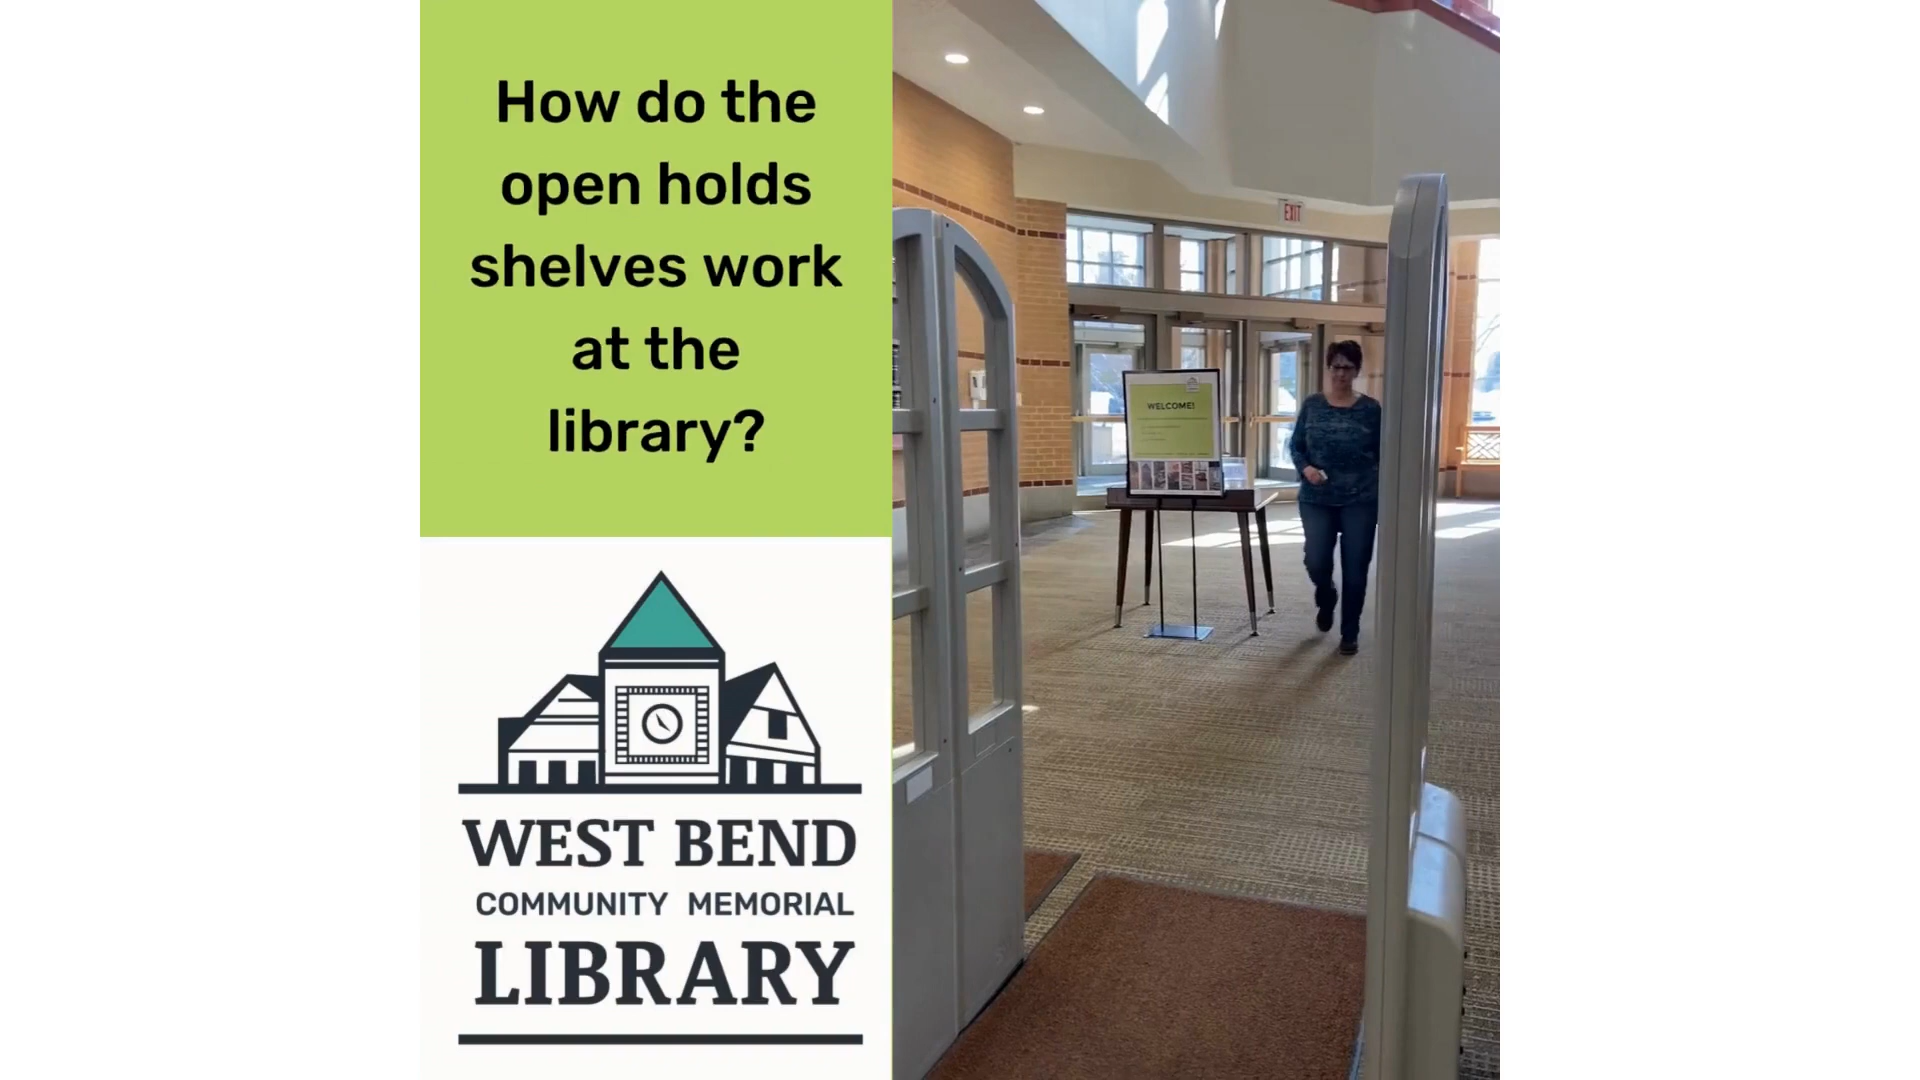 How do the
open holds
shelves work
at the
library?
WEST BEND
COMMUNITY MEMORIAL
LIBRARY
EXIT
WELCOME!